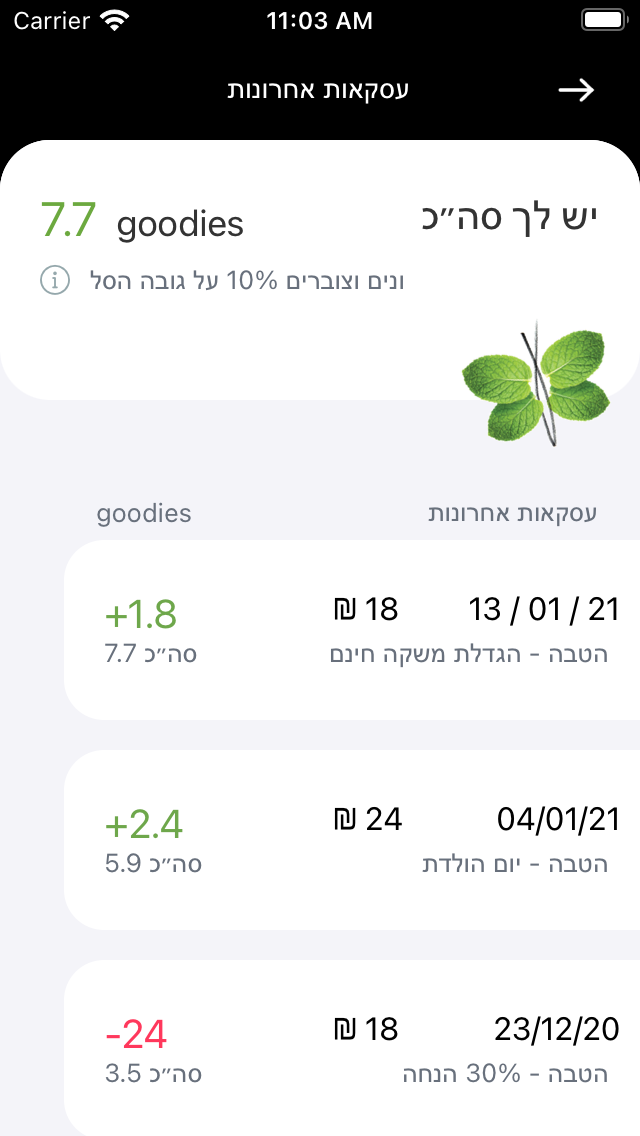 Carrier 11:03 AM
עסקאות אחרונות
יש לך סה״כ 7.7 goodies
ונים וצוברים 10% על גובה הסל
עסקאות אחרונות goodies
13 / 01 / 21 18 ₪ +1.8
הטבה - הגדלת משקה חינם סה״כ 7.7
04/01/21 24 ₪ +2.4
הטבה - יום הולדת סה״כ 5.9
23/12/20 18 ₪ -24
הטבה - 30% הנחה סה״כ 3.5